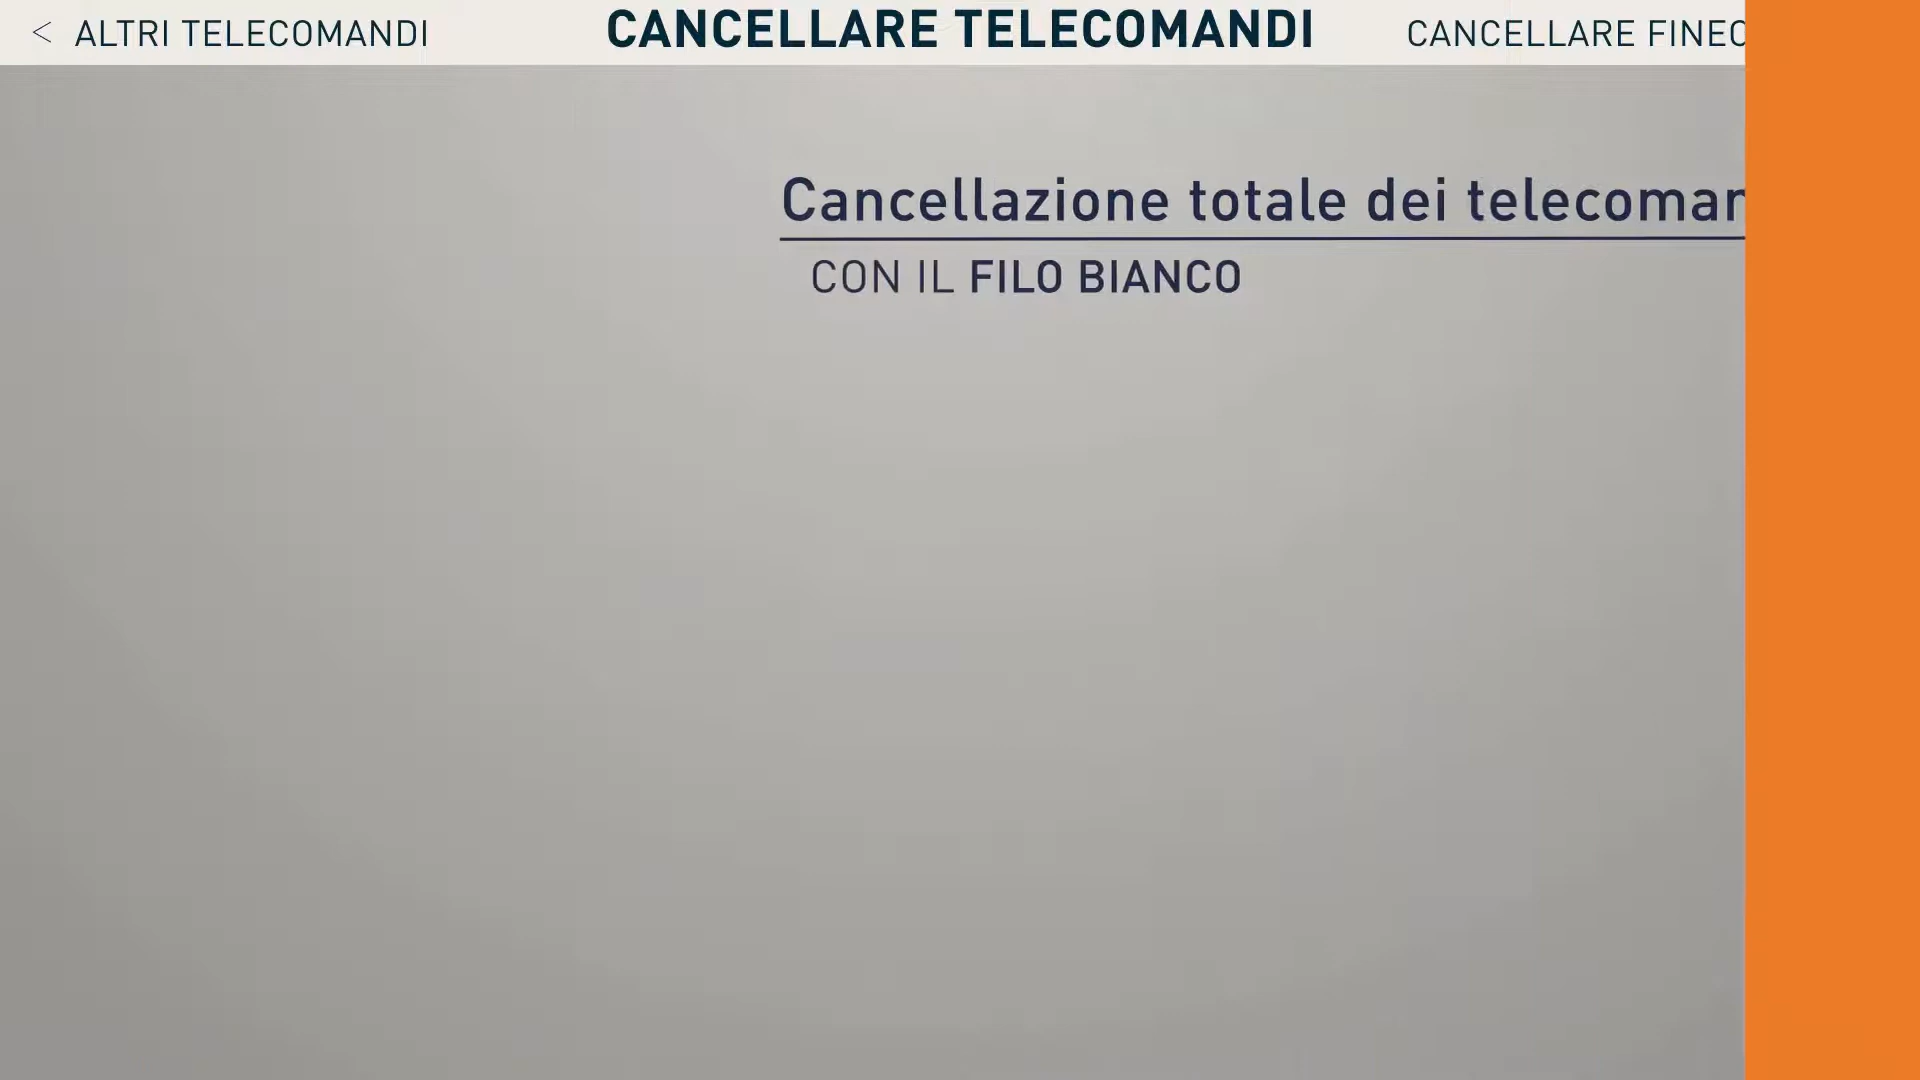 < ALTRI TELECOMANDI
CANCELLARE TELECOMANDI
CANCELLARE
Cancellazione totale dei
CON IL FILO BIANCO